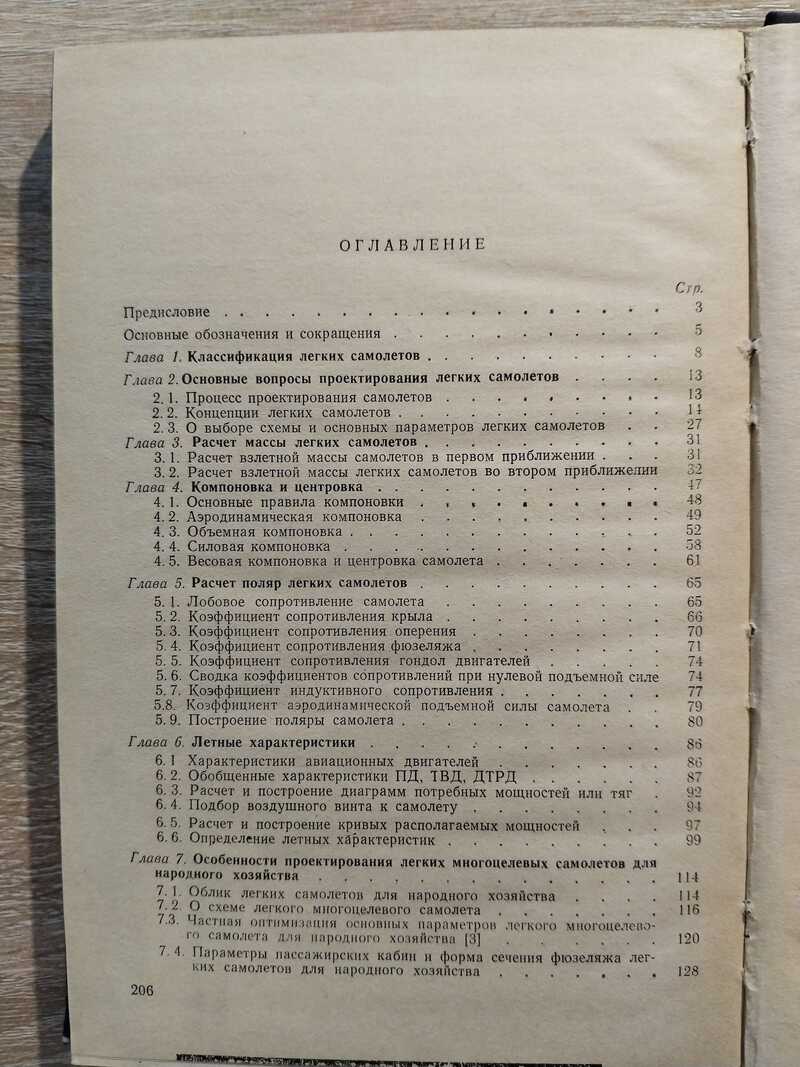 ОГЛАВЛЕНИЕ
Стр.
Предисловие . . . . . . . . . . . . . . . . . 3
Основные обозначения и сокращения . . . . . . . . . . 5
Глава 1. Классификация легких самолетов . . . . . . . . . 8
Глава 2. Основные вопросы проектирования легких самолетов . . . . 13
2. 1. Процесс проектирования самолетов . . . . . . . . . 13
2. 2. Концепции легких самолетов . . . . . . . . . . 14
2. 3. О выборе схемы и основных параметров легких самолетов . . 27
Глава 3. Расчет массы легких самолетов . . . . . . . . . 31
3. 1. Расчет взлетной массы самолетов в первом приближении . . . 31
3. 2. Расчет взлетной массы легких самолетов во втором приближении 32
Глава 4. Компоновка и центровка . . . . . . . . . . . 47
4. 1. Основные правила компоновки . . . . . . . . . . 48
4. 2. Аэродинамическая компоновка . . . . . . . . . . 49
4. 3. Объемная компоновка . . . . . . . . . . . . 52
4. 4. Силовая компоновка . . . . . . . . . . . . 58
4. 5. Весовая компоновка и центровка самолета . . . . . . . 61
Глава 5. Расчет поляр легких самолетов . . . . . . . . . 65
5. 1. Лобовое сопротивление самолета . . . . . . . . . 65
5. 2. Коэффициент сопротивления крыла . . . . . . . . . 66
5. 3. Коэффициент сопротивления оперения . . . . . . . . 70
5. 4. Коэффициент сопротивления фюзеляжа . . . . . . . . 71
5. 5. Коэффициент сопротивления гондол двигателей . . . . . 74
5. 6. Сводка коэффициентов сопротивлений при нулевой подъемной силе 74
5. 7. Коэффициент индуктивного сопротивления . . . . . . . 77
5.8. Коэффициент аэродинамической подъемной силы самолета . . 79
5. 9. Построение поляры самолета . . . . . . . . . . 80
Глава 6. Летные характеристики . . . . . . . . . . . 86
6. 1 Характеристики авиационных двигателей . . . . . . . 86
6. 2. Обобщенные характеристики ПД, ТВД, ДТРД . . . . . . 87
6. 3. Расчет и построение диаграмм потребных мощностей или тяг . 92
6. 4. Подбор воздушного винта к самолету . . . . . . . . 94
6. 5. Расчет и построение кривых располагаемых мощностей . . . 97
6. 6. Определение летных характеристик . . . . . . . . . 99
Глава 7. Особенности проектирования легких многоцелевых самолетов для
народного хозяйства . . . . . . . . . . . . . 114
7. 1. Облик легких самолетов для народного хозяйства . . . . 114
7. 2. О схеме легкого многоцелевого самолета . . . . . . . 116
7.3. Частная оптимизация основных параметров легкого многоцелево-
го самолета для народного хозяйства [3] . . . . . . . 120
7. 4. Параметры пассажирских кабин и форма сечения фюзеляжа лег-
ких самолетов для народного хозяйства . . . . . . . 128
206